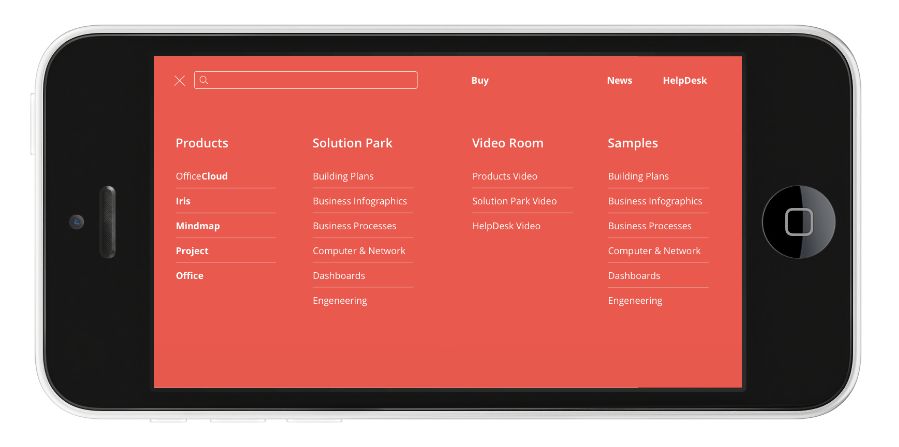 Buy News HelpDesk
Products Solution Park Video Room Samples
OfficeCloud Building Plans Products Video Building Plans
Iris Business Infographics Solution Park Video Business Infographics
Mindmap Business Processes HelpDesk Video Business Processes
Project Computer & Network Computer & Network
Office Dashboards Dashboards
Engeneering Engeneering